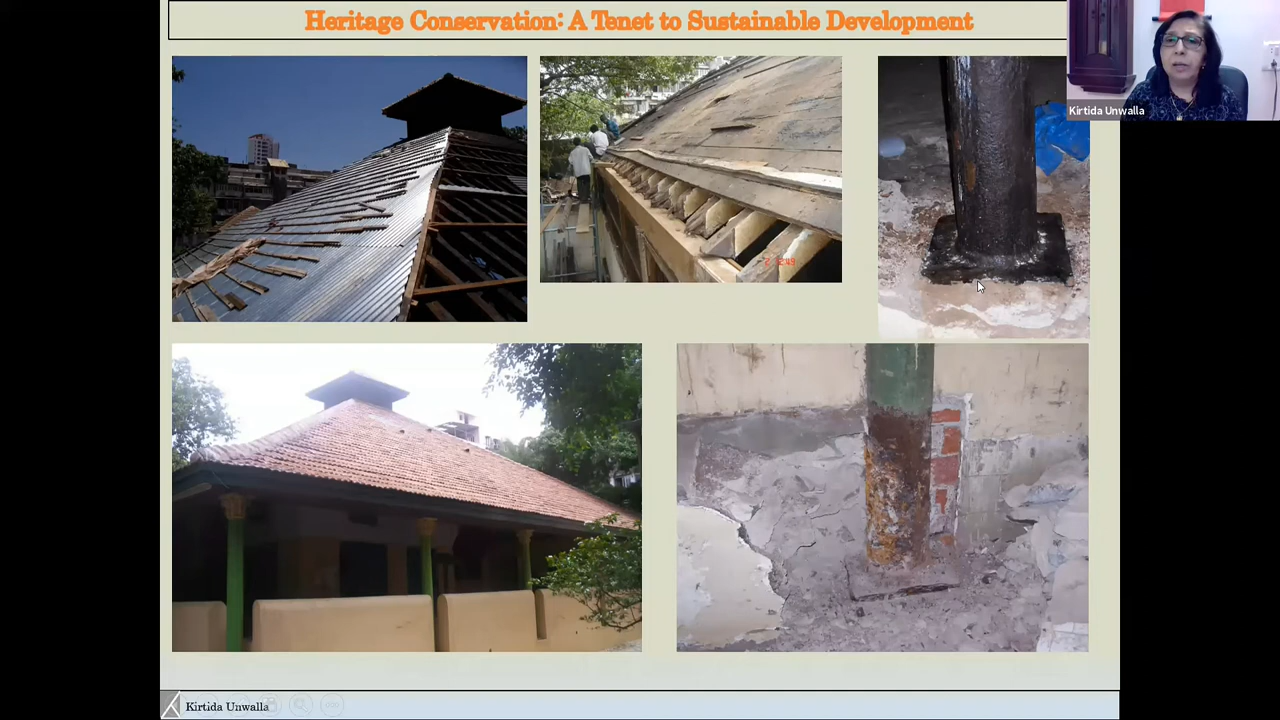 Heritage Conservation: A Tenet to Sustainable Development
Kirtida Unwalla
Kirtida Unwalla